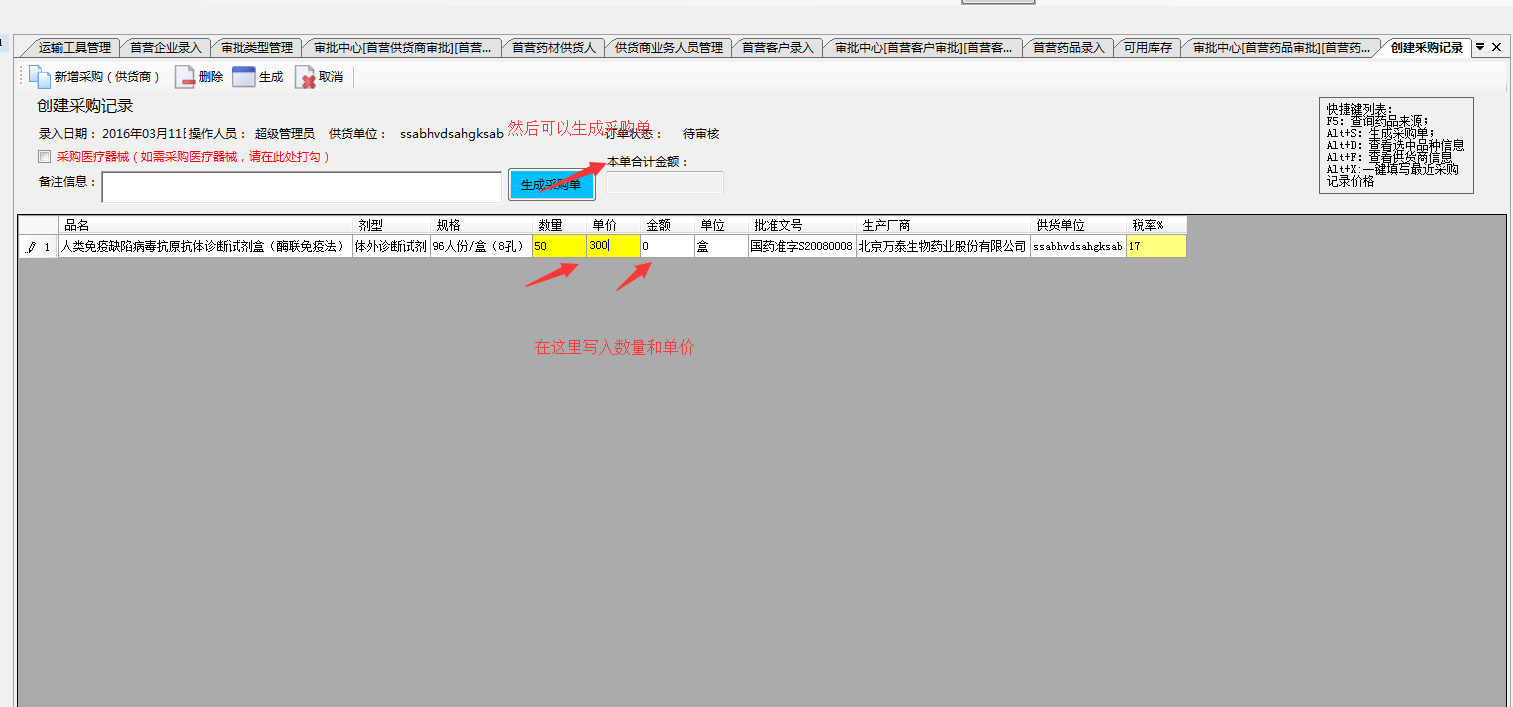 运输工具管理 首营企业录入 审批类型管理 审批中心[首营供货商审批][首营... 首营药材供货人 供货商业务人员管理 首营客户录入 审批中心[首营客户审批][首营客... 首营药品录入 可用库存 审批中心[首营药品审批][首营药... 创建采购记录
新增采购(供货商) 删除 生成 取消
创建采购记录
录入日期: 2016年03月11日 操作人员: 超级管理员 供货单位: ssabhvdsahgksab 订单状态: 待审核
然后可以生成采购单
采购医疗器械(如需采购医疗器械,请在此处打勾)
本单合计金额:
备注信息: 生成采购单
快捷键列表:
F5: 查询药品来源;
Alt+S: 生成采购单;
Alt+D: 查看选中品种信息
Alt+F: 查看供货商信息
Alt+X:一键填写最近采购
记录价格
品名 剂型 规格 数量 单价 金额 单位 批准文号 生产厂商 供货单位 税率%
1 人类免疫缺陷病毒抗原抗体诊断试剂盒(酶联免疫法) 体外诊断试剂 96人份/盒(8孔) 50 300 0 盒 国药准字S20080008 北京万泰生物药业股份有限公司 ssabhvdsahgksab 17
在这里写入数量和单价